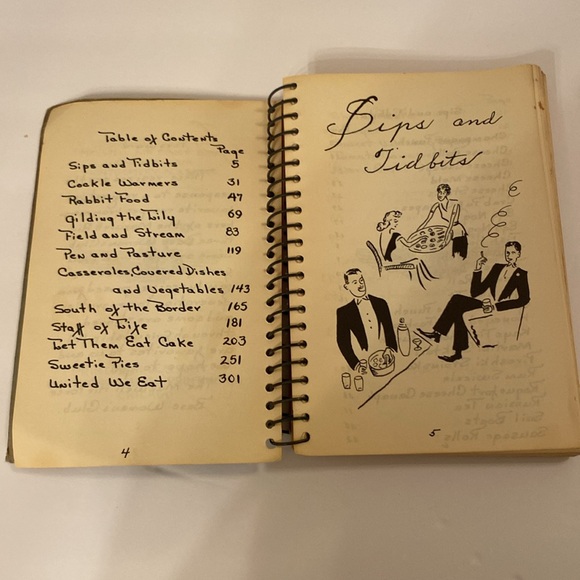 Table of Contents
Page
Sips and Tidbits 5
Cockle Warmers 31
Rabbit Food 47
Gilding the Lily 69
Field and Stream 83
Pen and Pasture 119
Casseroles, Covered Dishes
and Vegetables 143
South of the Border 165
Staff of Life 181
Let Them Eat Cake 203
Sweetie Pies 251
United We Eat 301
4
Sips and
Tidbits
5